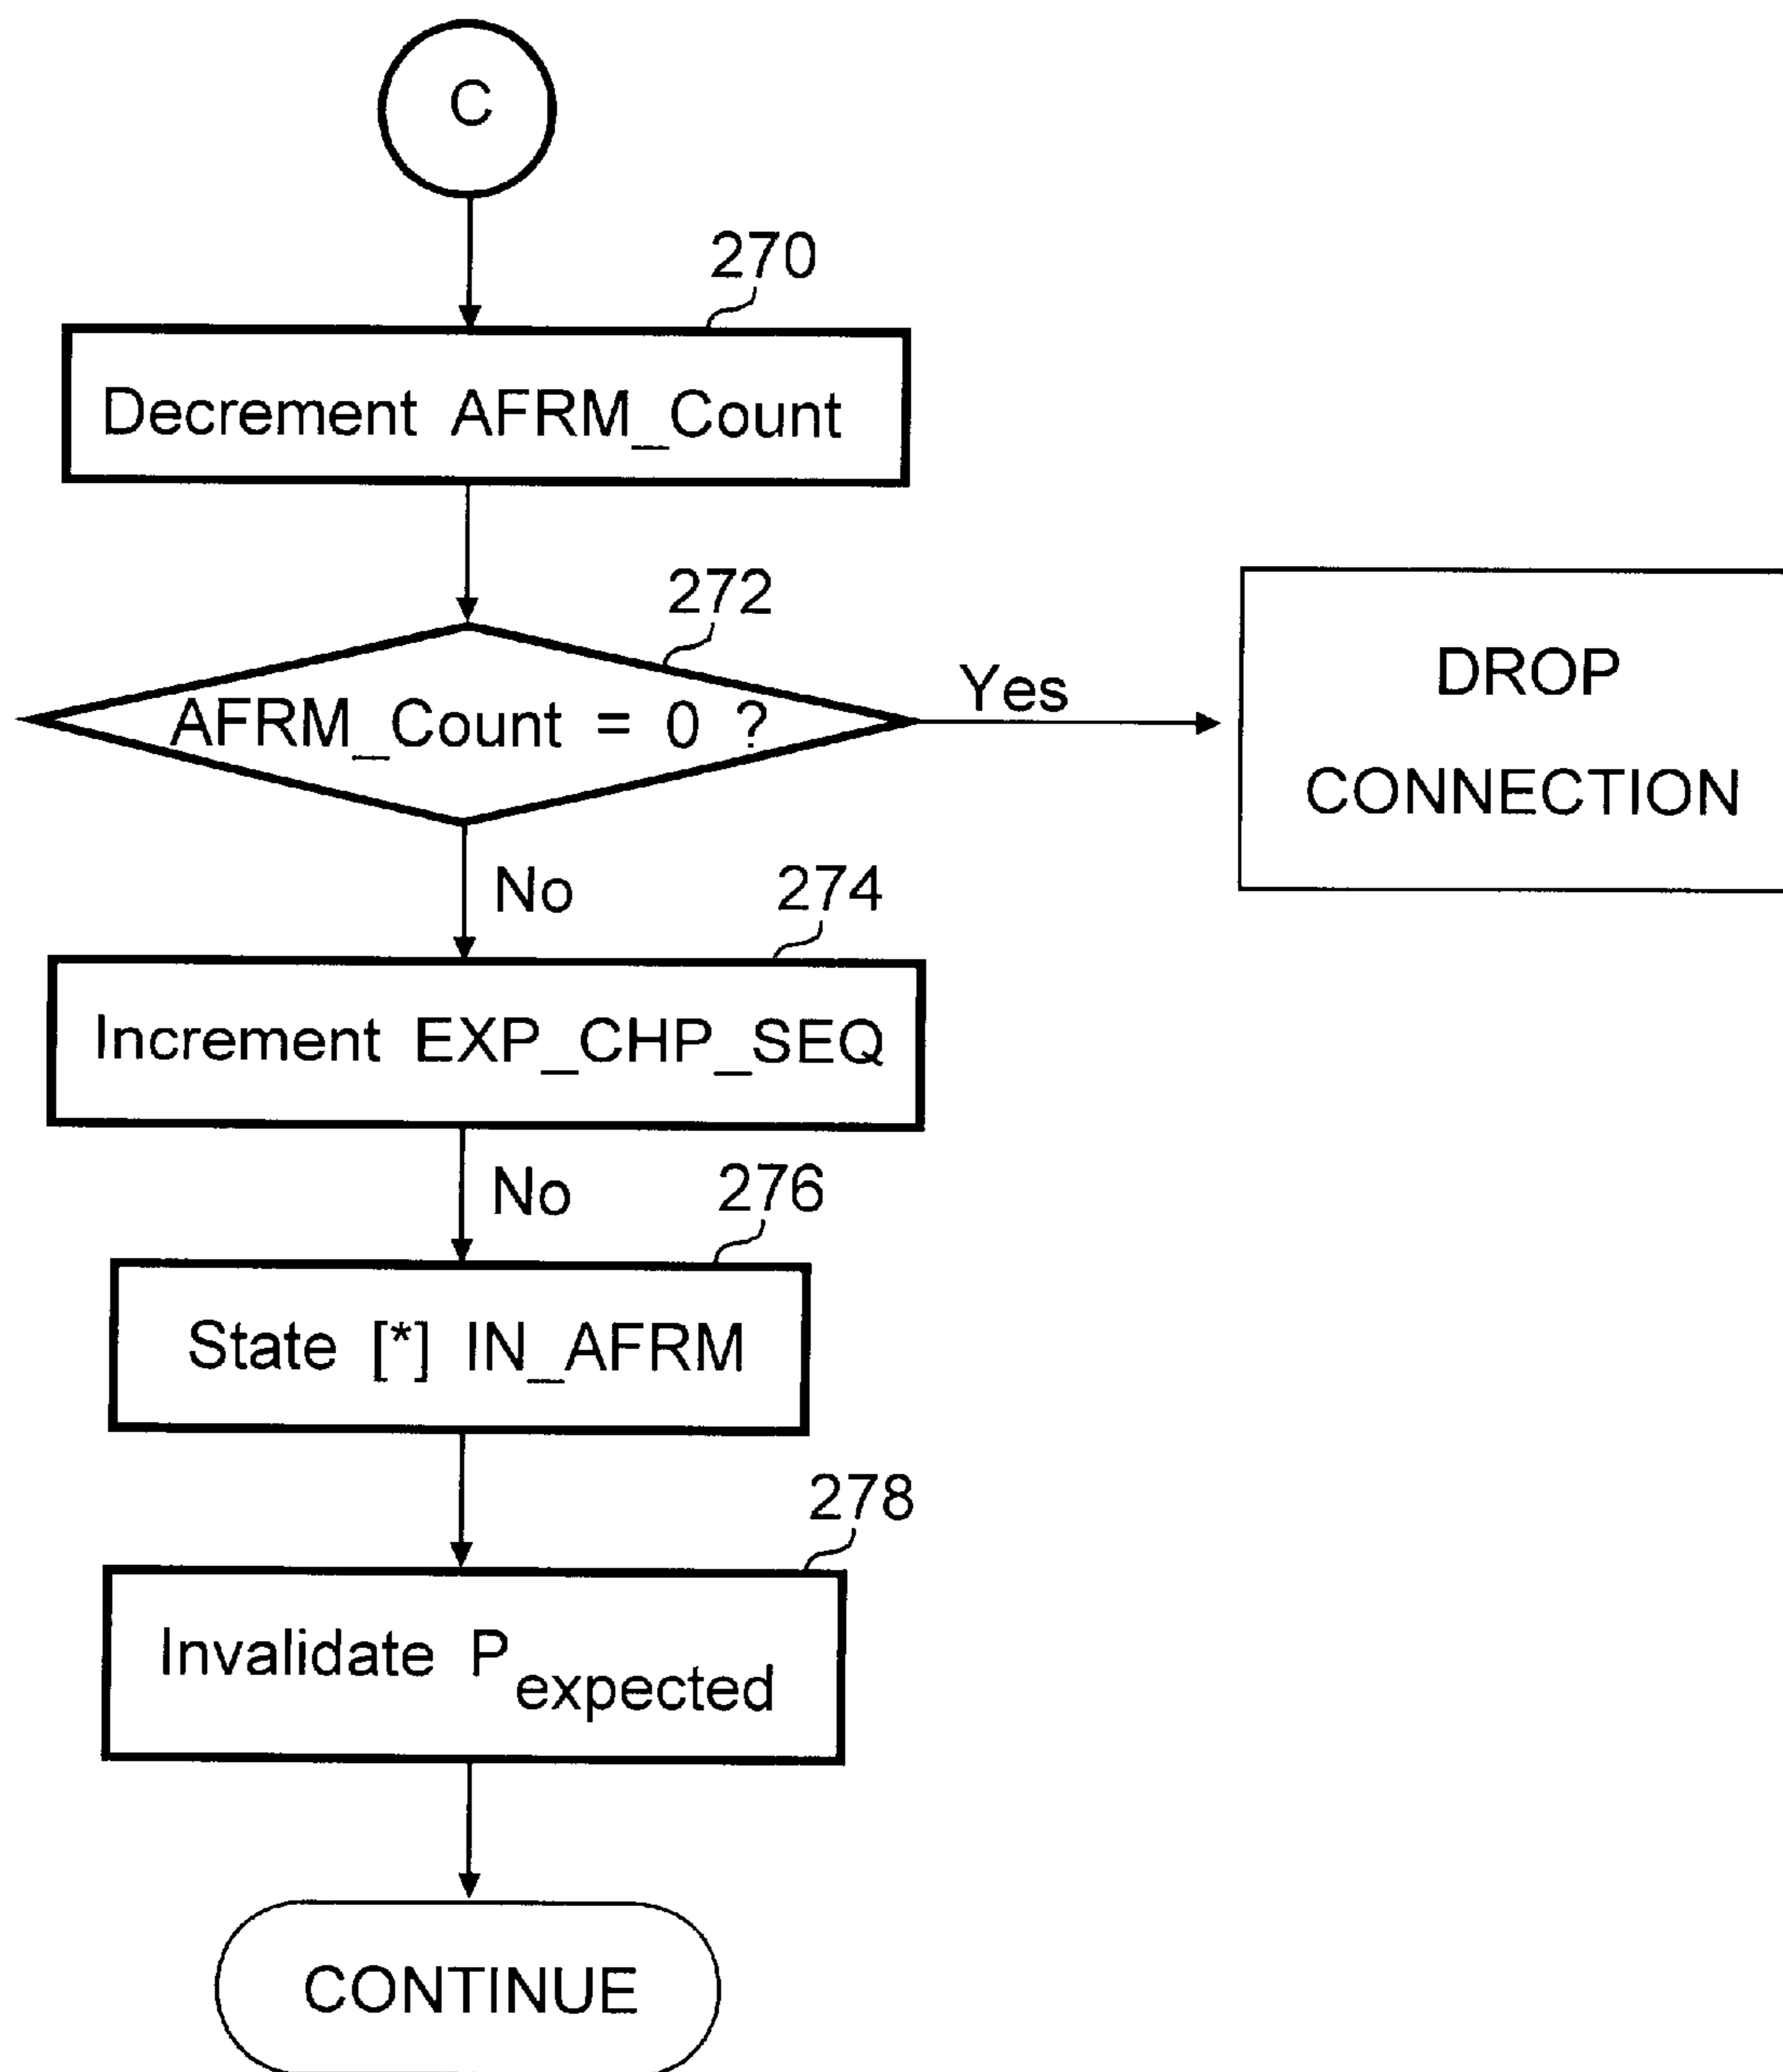 C
270
Decrement AFRM_Count
272
AFRM_Count = 0 ?
Yes
DROP
CONNECTION
No
274
Increment EXP_CHP_SEQ
No
276
State [*] IN_AFRM
278
Invalidate P expected
CONTINUE